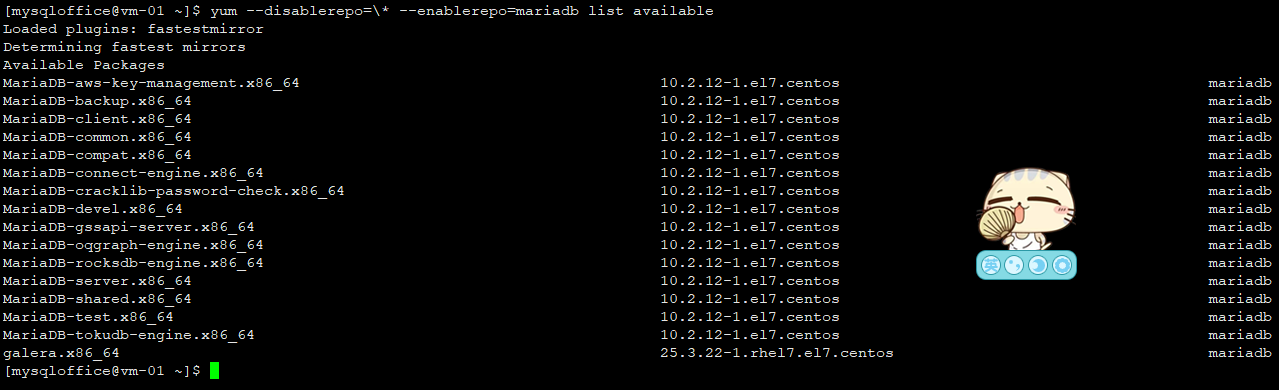 [mysqloffice@vm-01 ~]$ yum --disablerepo=\* --enablerepo=mariadb list available
Loaded plugins: fastestmirror
Determining fastest mirrors
Available Packages
MariaDB-aws-key-management.x86_64 10.2.12-1.el7.centos mariadb
MariaDB-backup.x86_64 10.2.12-1.el7.centos mariadb
MariaDB-client.x86_64 10.2.12-1.el7.centos mariadb
MariaDB-common.x86_64 10.2.12-1.el7.centos mariadb
MariaDB-compat.x86_64 10.2.12-1.el7.centos mariadb
MariaDB-connect-engine.x86_64 10.2.12-1.el7.centos mariadb
MariaDB-cracklib-password-check.x86_64 10.2.12-1.el7.centos mariadb
MariaDB-devel.x86_64 10.2.12-1.el7.centos mariadb
MariaDB-gssapi-server.x86_64 10.2.12-1.el7.centos mariadb
MariaDB-oqgraph-engine.x86_64 10.2.12-1.el7.centos mariadb
MariaDB-rocksdb-engine.x86_64 10.2.12-1.el7.centos mariadb
MariaDB-server.x86_64 10.2.12-1.el7.centos mariadb
MariaDB-shared.x86_64 10.2.12-1.el7.centos mariadb
MariaDB-test.x86_64 10.2.12-1.el7.centos mariadb
MariaDB-tokudb-engine.x86_64 10.2.12-1.el7.centos mariadb
galera.x86_64 25.3.22-1.rhel7.el7.centos mariadb
[mysqloffice@vm-01 ~]$
英